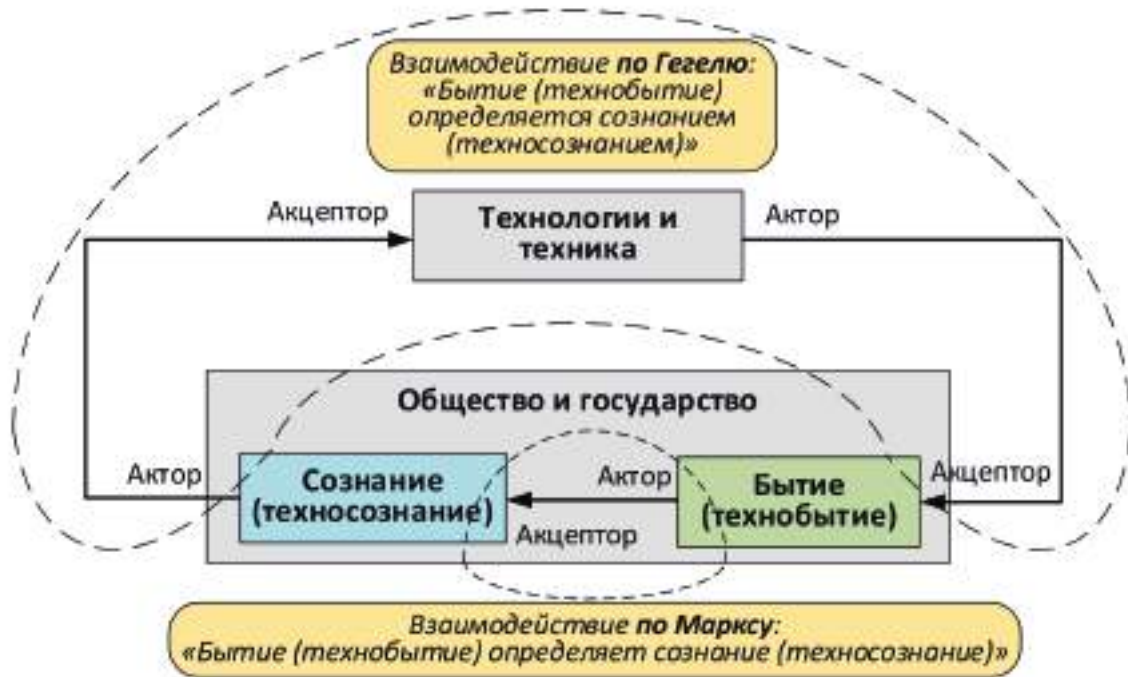 Взаимодействие по Гегелю:
«Бытие (технобытие)
определяется сознанием
(техносознанием)»
Акцептор
Технологии и
техника
Актор
Общество и государство
Актор
Сознание
(техносознание)
Актор
Акцептор
Бытие
(технобытие)
Акцептор
Взаимодействие по Марксу:
«Бытие (технобытие) определяет сознание (техносознание)»